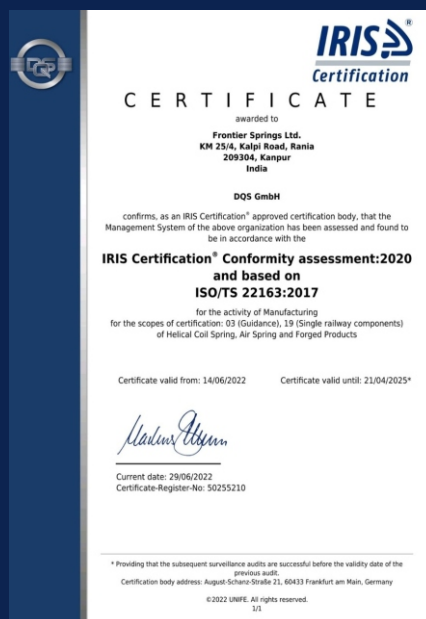 DQS
IRIS®
Certification
CERTIFICATE
awarded to
Frontier Springs Ltd.
KM 25/4, Kalpi Road, Rania
209304, Kanpur
India
DQS GmbH
confirms, as an IRIS Certification® approved certification body, that the
Management System of the above organization has been assessed and found to
be in accordance with the
IRIS Certification® Conformity assessment:2020
and based on
ISO/TS 22163:2017
for the activity of Manufacturing
for the scopes of certification: 03 (Guidance), 19 (Single railway components)
of Helical Coil Spring, Air Spring and Forged Products
Certificate valid from: 14/06/2022 Certificate valid until: 21/04/2025*
Current date: 29/06/2022
Certificate-Register-No: 50255210
* Providing that the subsequent surveillance audits are successful before the validity date of the
previous audit.
Certification body address: August-Schanz-Straße 21, 60433 Frankfurt am Main, Germany
©2022 UNIFE. All rights reserved.
1/1